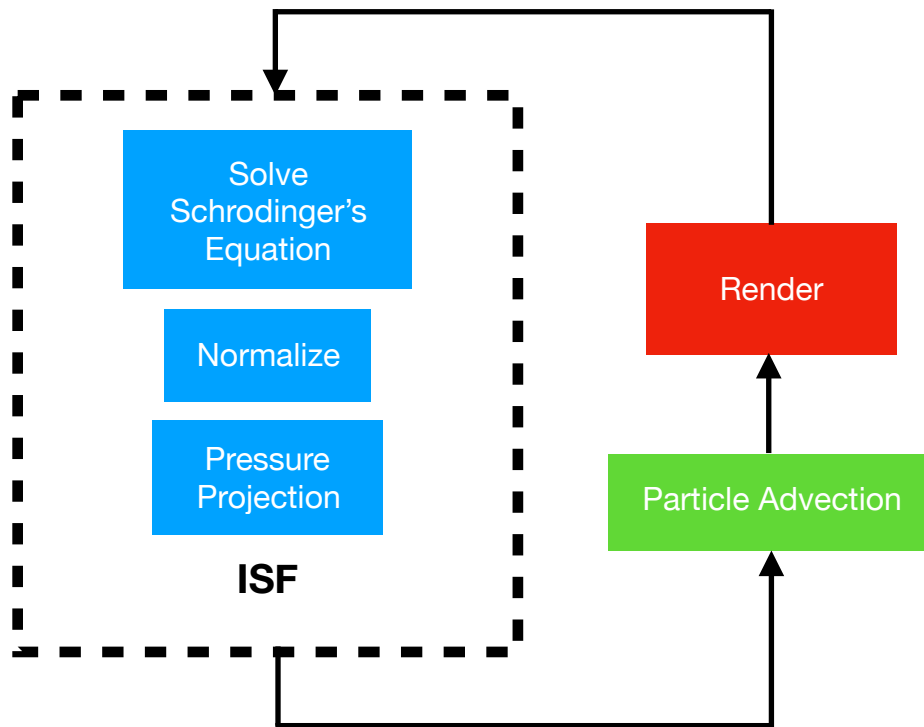 Solve
Schrodinger's
Equation
Normalize
Pressure
Projection
ISF
Render
Particle Advection